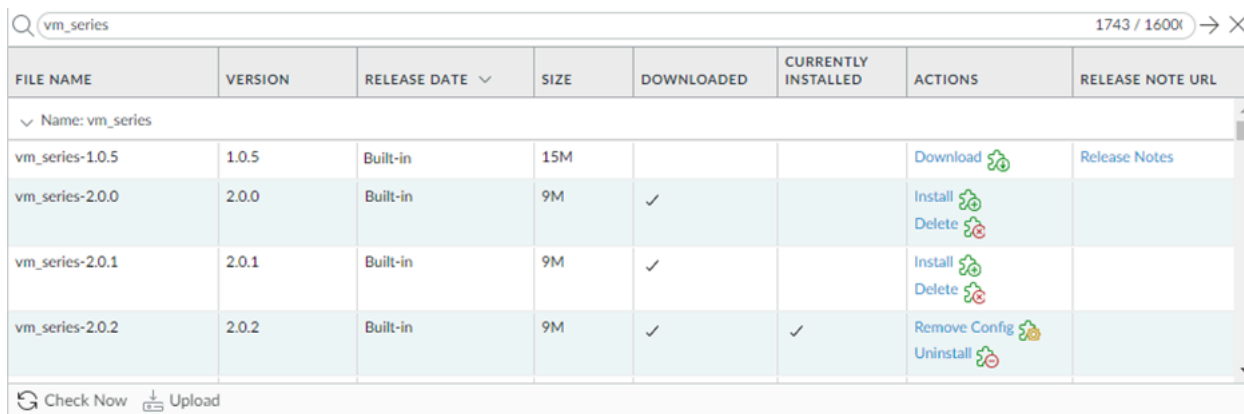 vm_series 1743 / 1600
FILE NAME VERSION RELEASE DATE SIZE DOWNLOADED CURRENTLY INSTALLED ACTIONS RELEASE NOTE URL
Name: vm_series
vm_series-1.0.5 1.0.5 Built-in 15M Download Release Notes
vm_series-2.0.0 2.0.0 Built-in 9M Install
Delete
vm_series-2.0.1 2.0.1 Built-in 9M Install
Delete
vm_series-2.0.2 2.0.2 Built-in 9M Remove Config
Uninstall
Check Now Upload